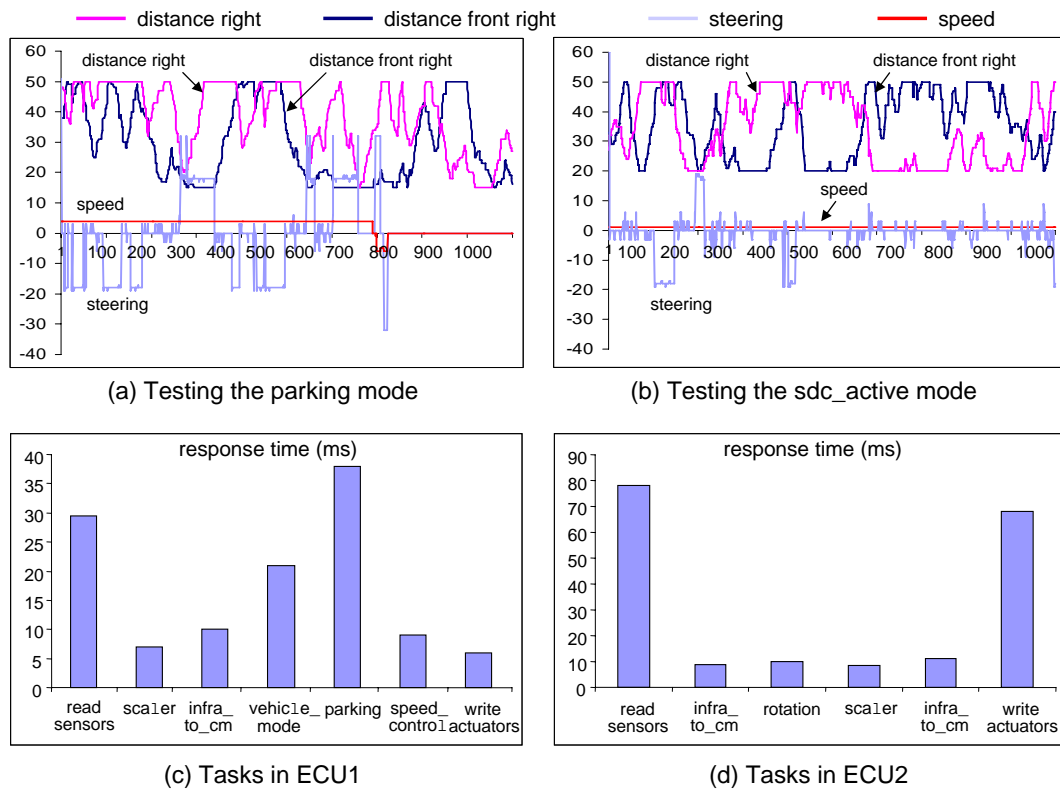 distance right distance front right steering speed
60
50
40
30
20
10
0
-10
-20
-30
-40
distance right
distance front right
speed
1 100 200 300 400 500 600 700 800 900 1000
steering
(a) Testing the parking mode
60
50
40
30
20
10
0
-10
-20
-30
-40
distance right
distance front right
speed
1 100 200 300 400 500 600 700 800 900 1000
steering
(b) Testing the sdc_active mode
response time (ms)
40
35
30
25
20
15
10
5
0
read sensors
scaler
infra_
to_cm
vehicle_
mode
parking
speed_
control
write
actuators
(c) Tasks in ECU1
response time (ms)
90
80
70
60
50
40
30
20
10
0
read
sensors
infra_
to_cm
rotation
scaler
infra_
to_cm
write
actuators
(d) Tasks in ECU2